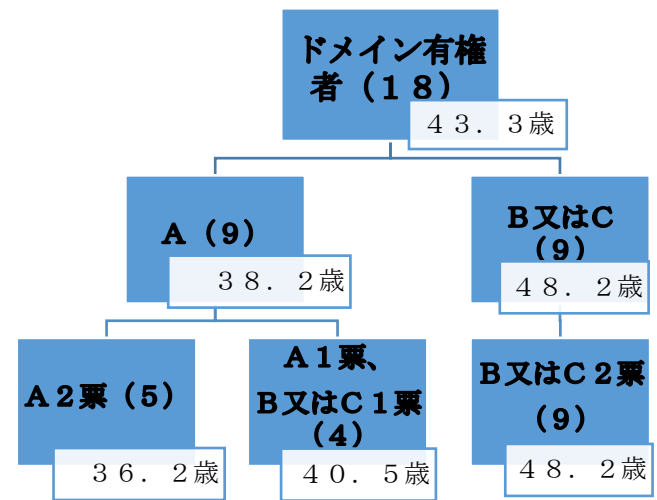 ドメイン有権
者（１８）
４３．３歳
Ａ（９）
３８．２歳
Ｂ又はＣ
（９）
４８．２歳
Ａ２票（５）
３６．２歳
Ａ１票、
Ｂ又はＣ１票
（４）
４０．５歳
Ｂ又はＣ２票
（９）
４８．２歳